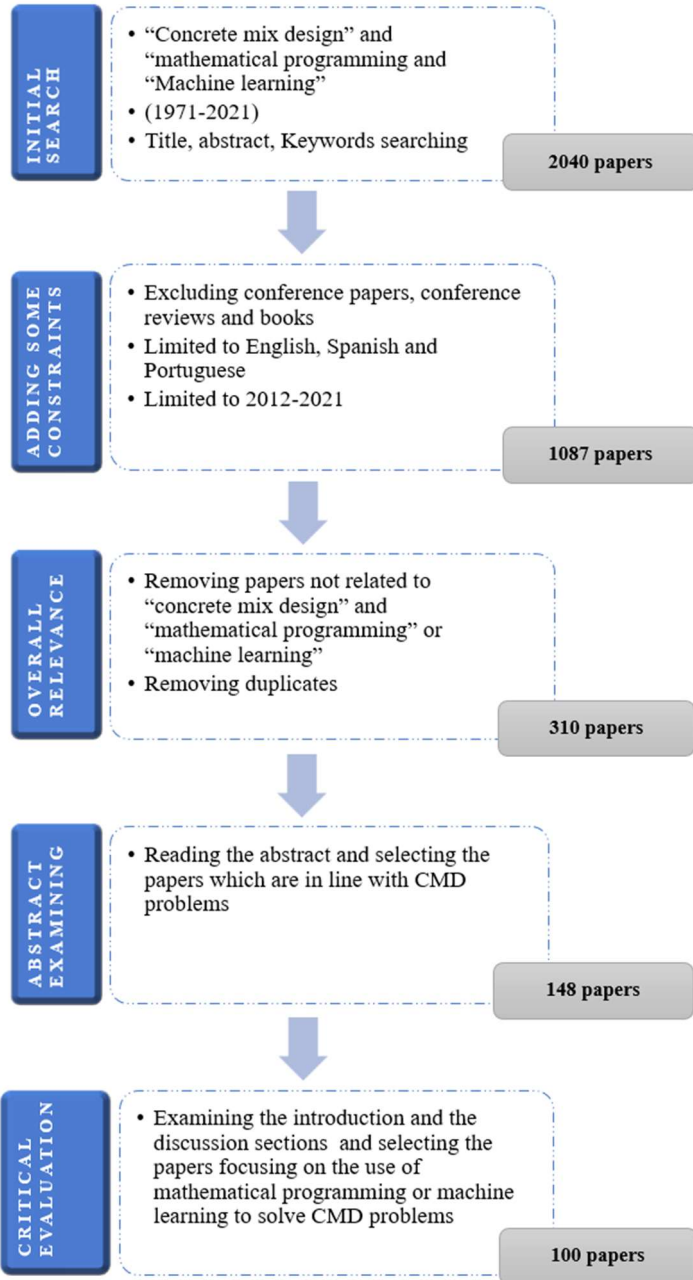 INITIAL
SEARCH
• “Concrete mix design” and
“mathematical programming and
“Machine learning”
• (1971-2021)
• Title, abstract, Keywords searching
2040 papers
ADDING SOME
CONSTRAINTS
• Excluding conference papers, conference
reviews and books
• Limited to English, Spanish and
Portuguese
• Limited to 2012-2021
1087 papers
OVERALL
RELEVANCE
• Removing papers not related to
“concrete mix design” and
“mathematical programming” or
“machine learning”
• Removing duplicates
310 papers
ABSTRACT
EXAMINING
• Reading the abstract and selecting the
papers which are in line with CMD
problems
148 papers
CRITICAL
EVALUATION
• Examining the introduction and the
discussion sections and selecting the
papers focusing on the use of
mathematical programming or machine
learning to solve CMD problems
100 papers